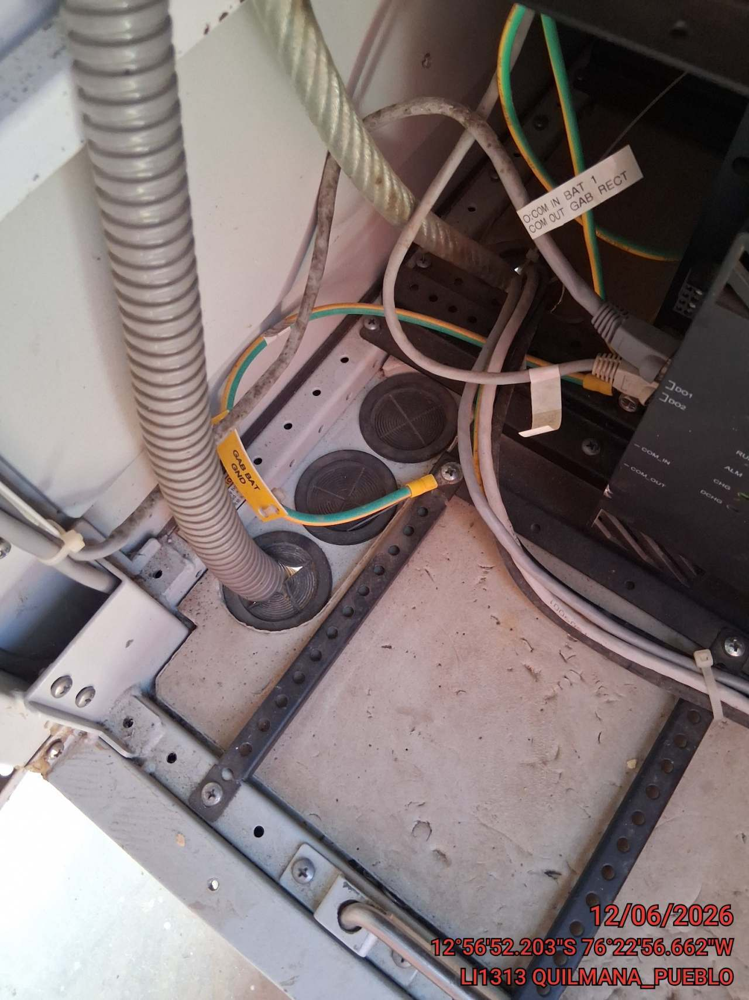 O:COM IN BAT 1
COM OUT GAB RECT
DO1
DO2
COM_IN
COM_OUT
ALM
CHG
DCHG
GAB BAT
GND
12/06/2026
12°56'52.203"S 76°22'56.662"W
LI1313 QUILMANA_PUEBLO